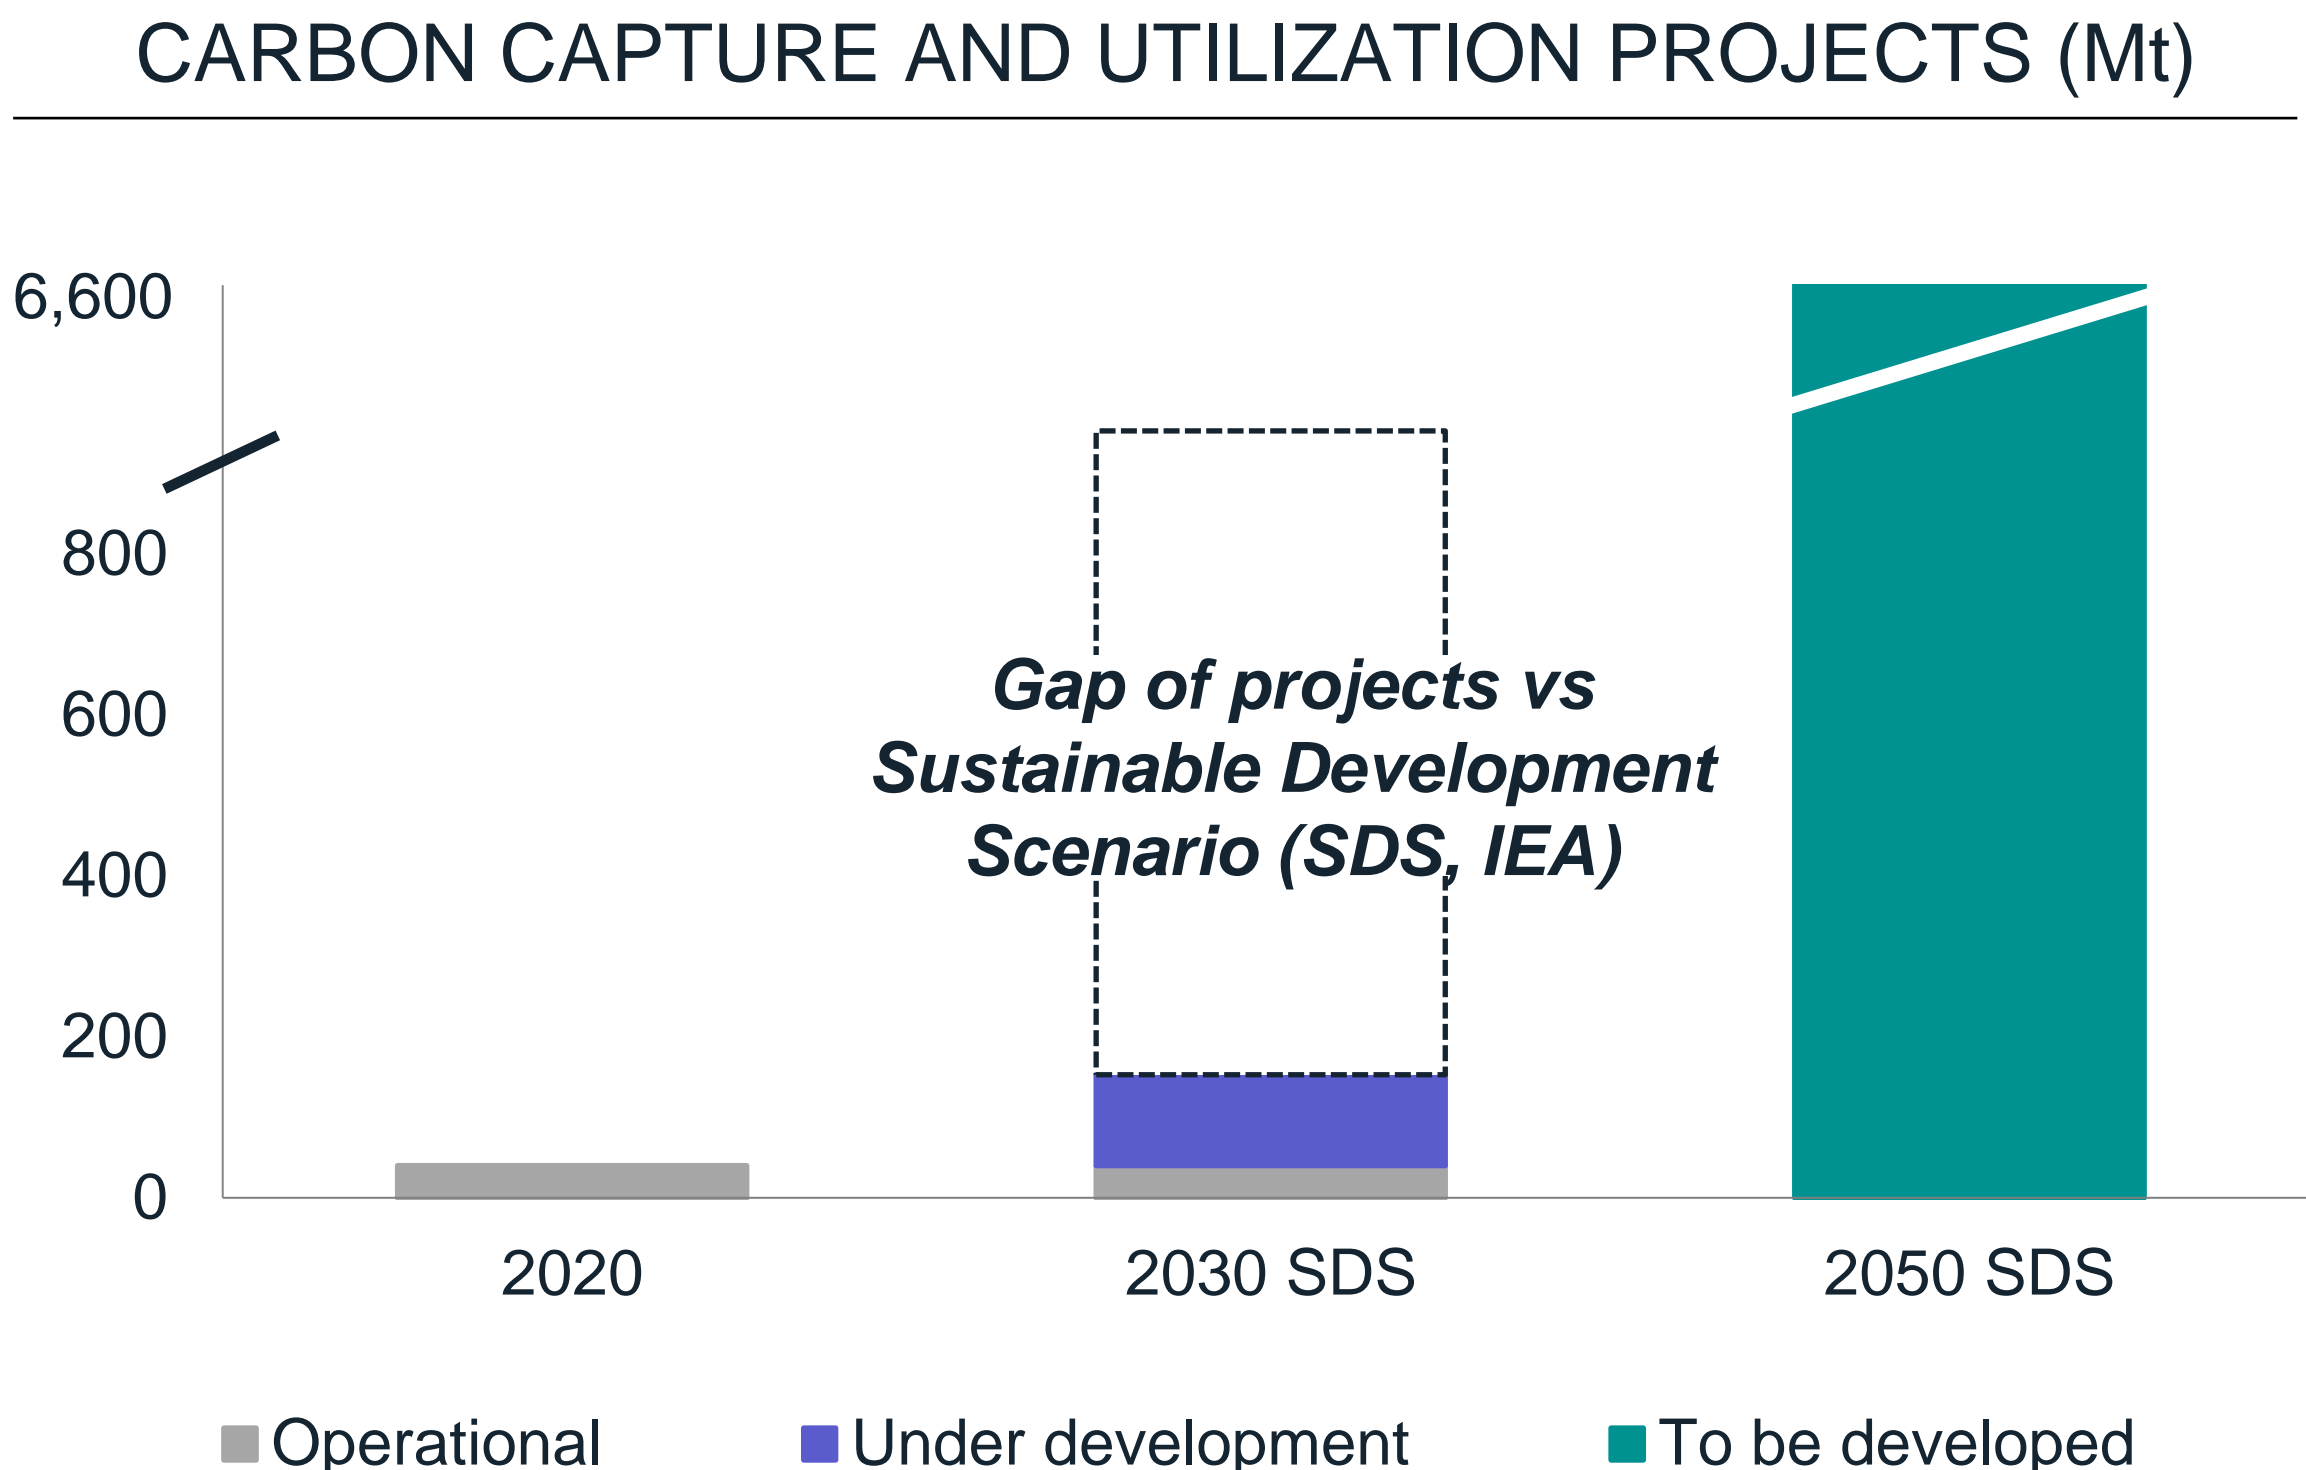 CARBON CAPTURE AND UTILIZATION PROJECTS (Mt)
6,600
800
600
400
200
0
Gap of projects vs
Sustainable Development
Scenario (SDS, IEA)
2020
2030 SDS
2050 SDS
Operational
Under development
To be developed